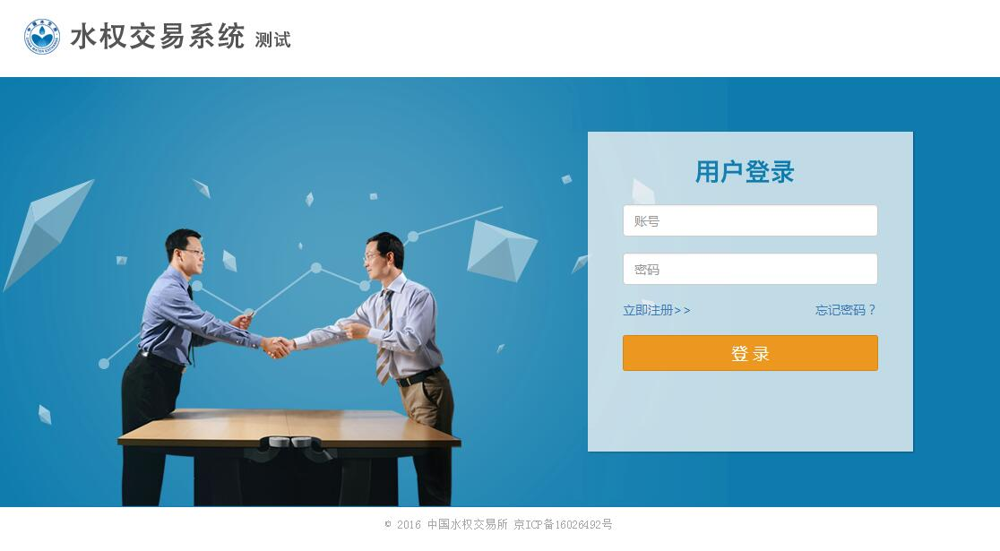 水权交易系统 测试
用户登录
账号
密码
立即注册>> 忘记密码？
登 录
© 2016 中国水权交易所 京ICP备16026492号